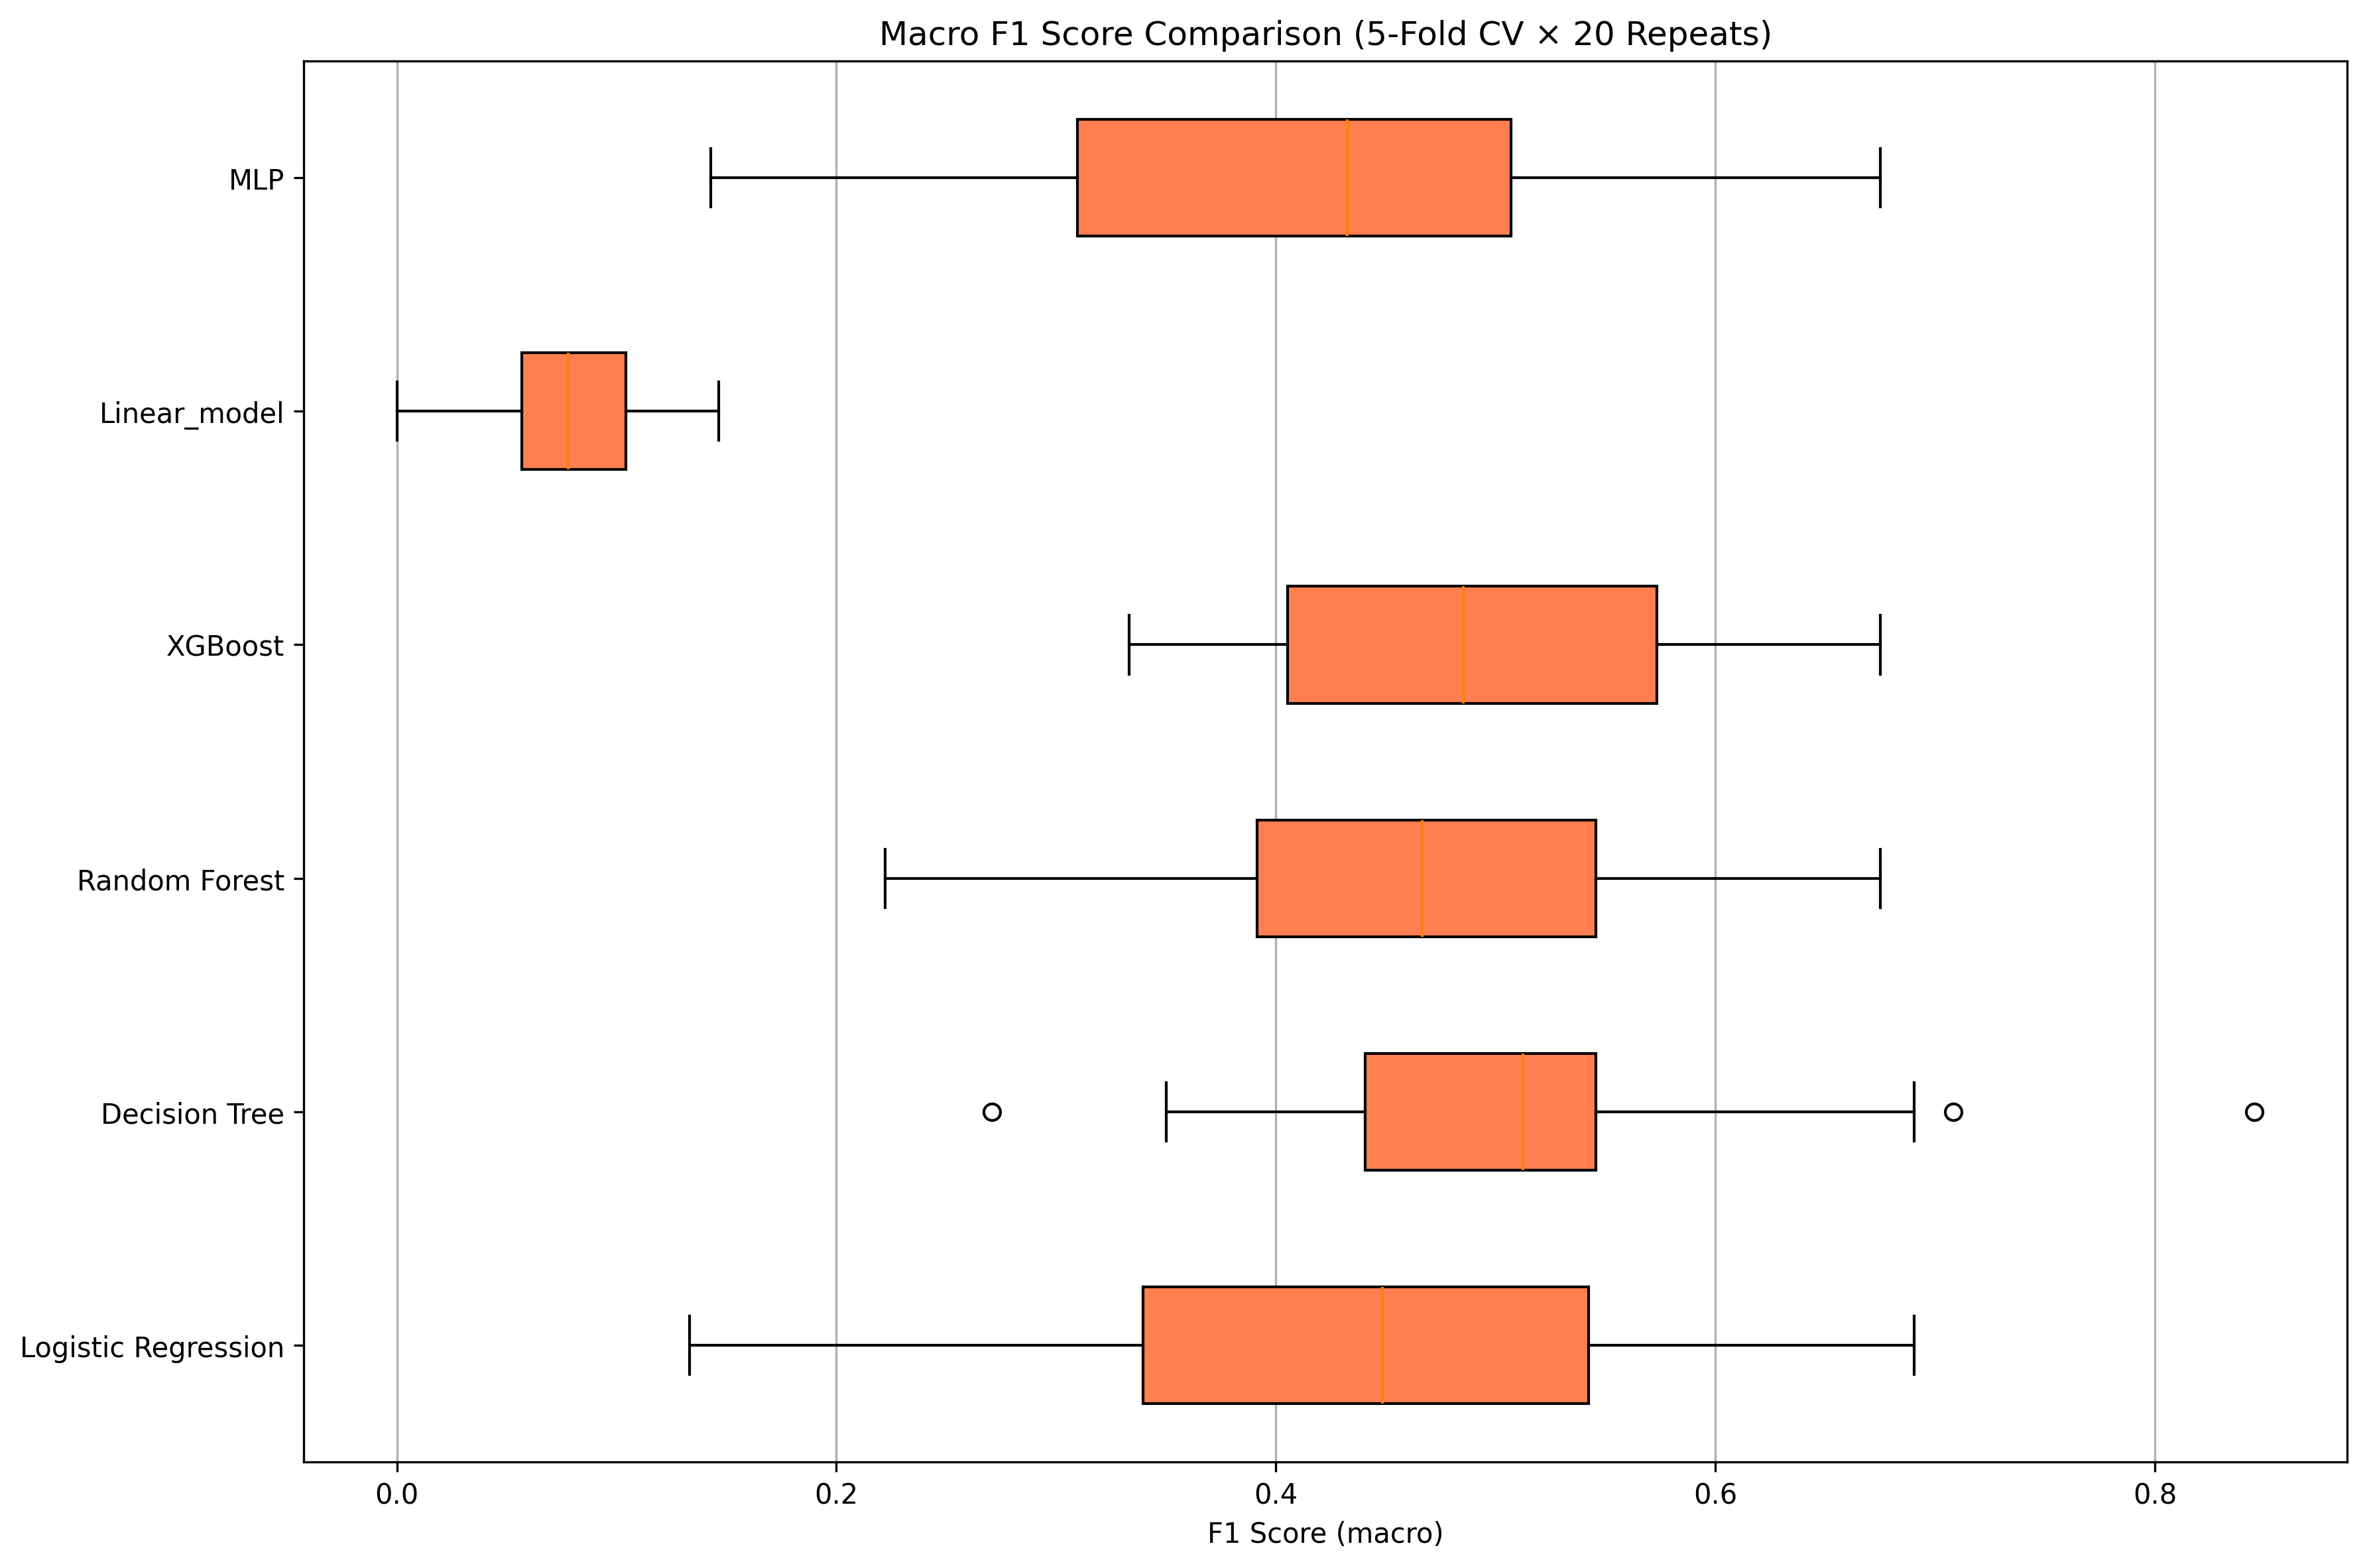 Macro F1 Score Comparison (5-Fold CV × 20 Repeats)
MLP
Linear_model
XGBoost
Random Forest
Decision Tree
Logistic Regression
0.0 0.2 0.4 0.6 0.8
F1 Score (macro)